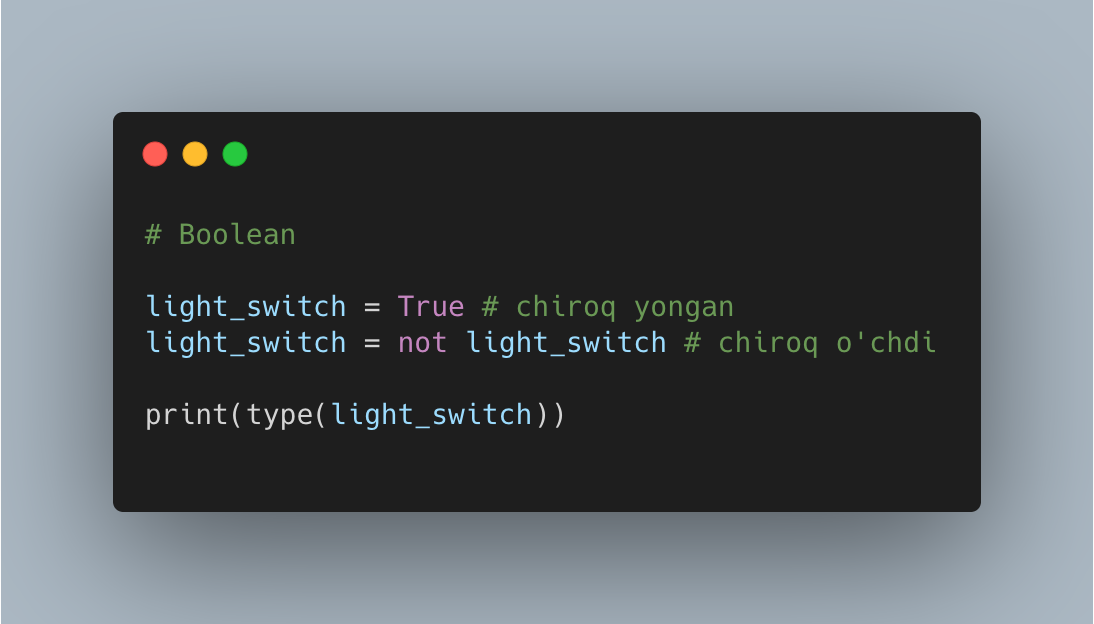 # Boolean
light_switch = True # chiroq yongan
light_switch = not light_switch # chiroq o'chdi
print(type(light_switch))